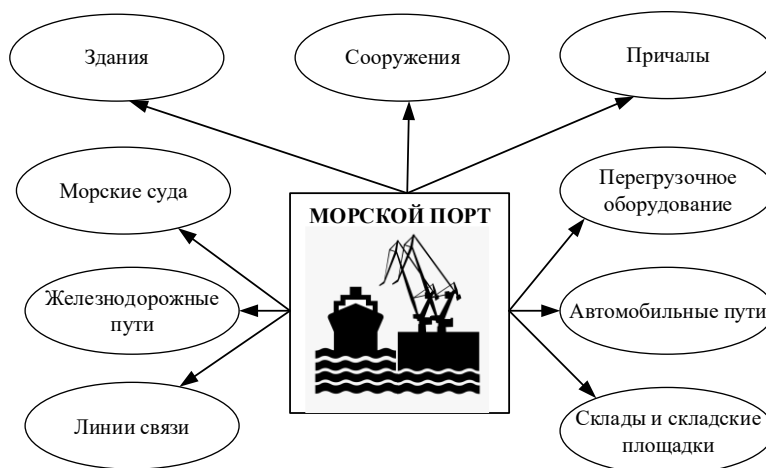 Здания
Сооружения
Причалы
Морские суда
МОРСКОЙ ПОРТ
Перегрузочное
оборудование
Железнодорожные
пути
Автомобильные пути
Линии связи
Склады и складские
площадки